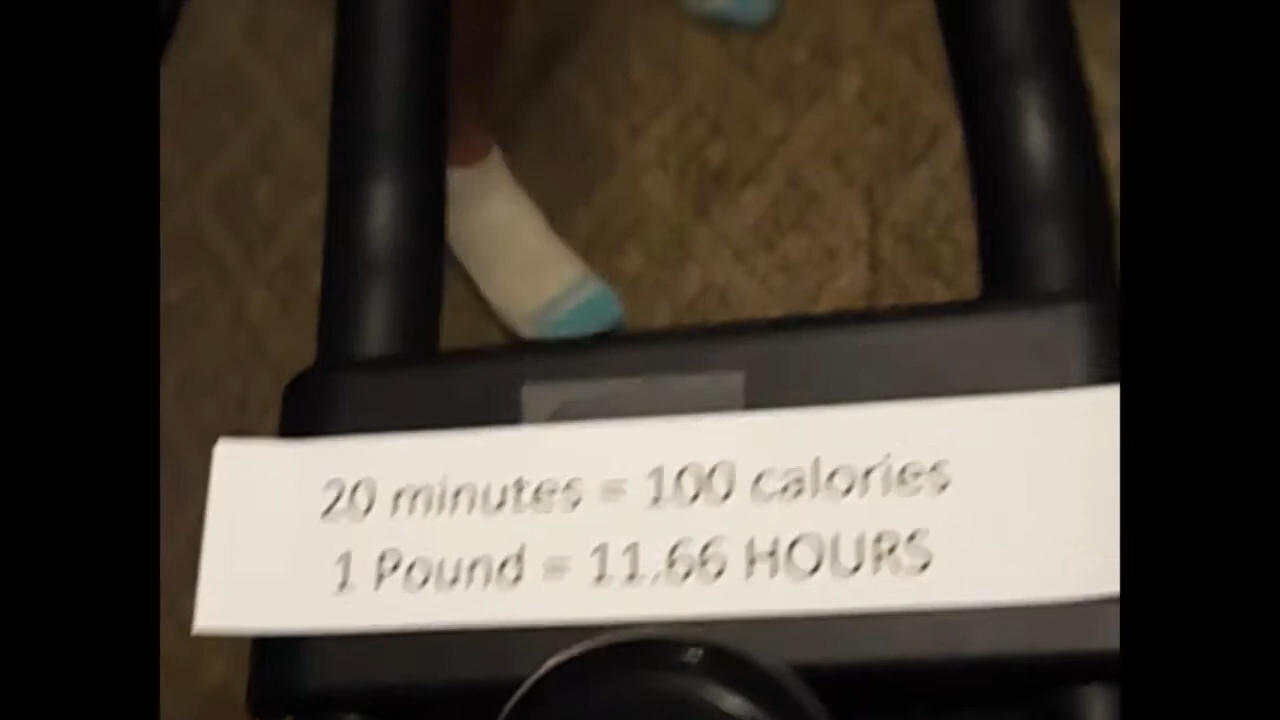 20 minutes = 100 calories
1 Pound = 11.66 HOURS